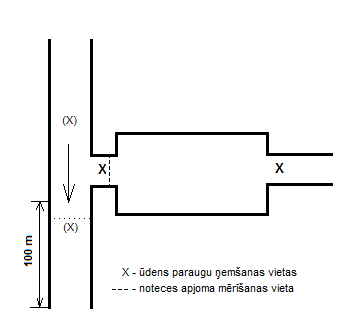 (X)
X
X
(X)
100 m
X - ūdens paraugu ņemšanas vietas
---- - noteces apjoma mērīšanas vieta